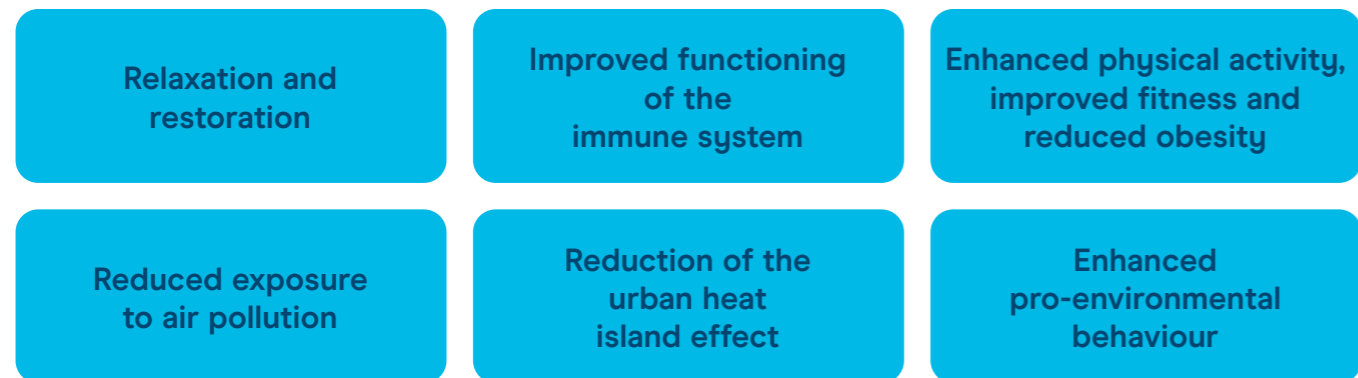 Relaxation and
restoration
Improved functioning
of the
immune system
Enhanced physical activity,
improved fitness and
reduced obesity
Reduced exposure
to air pollution
Reduction of the
urban heat
island effect
Enhanced
pro-environmental
behaviour